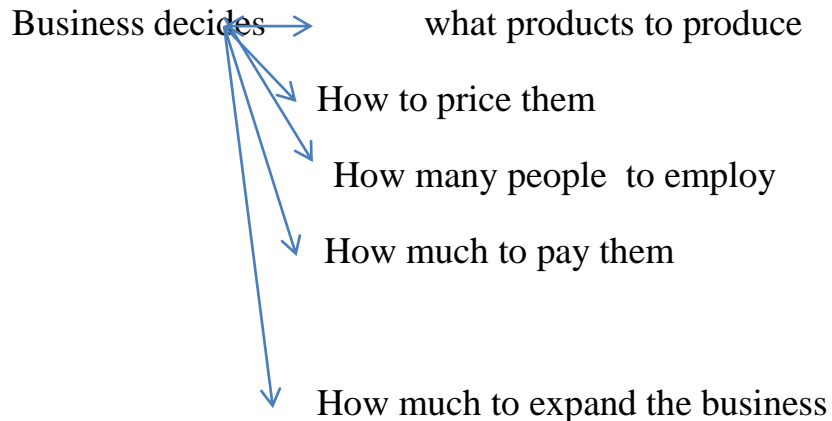 Business decides what products to produce
How to price them
How many people to employ
How much to pay them
How much to expand the business